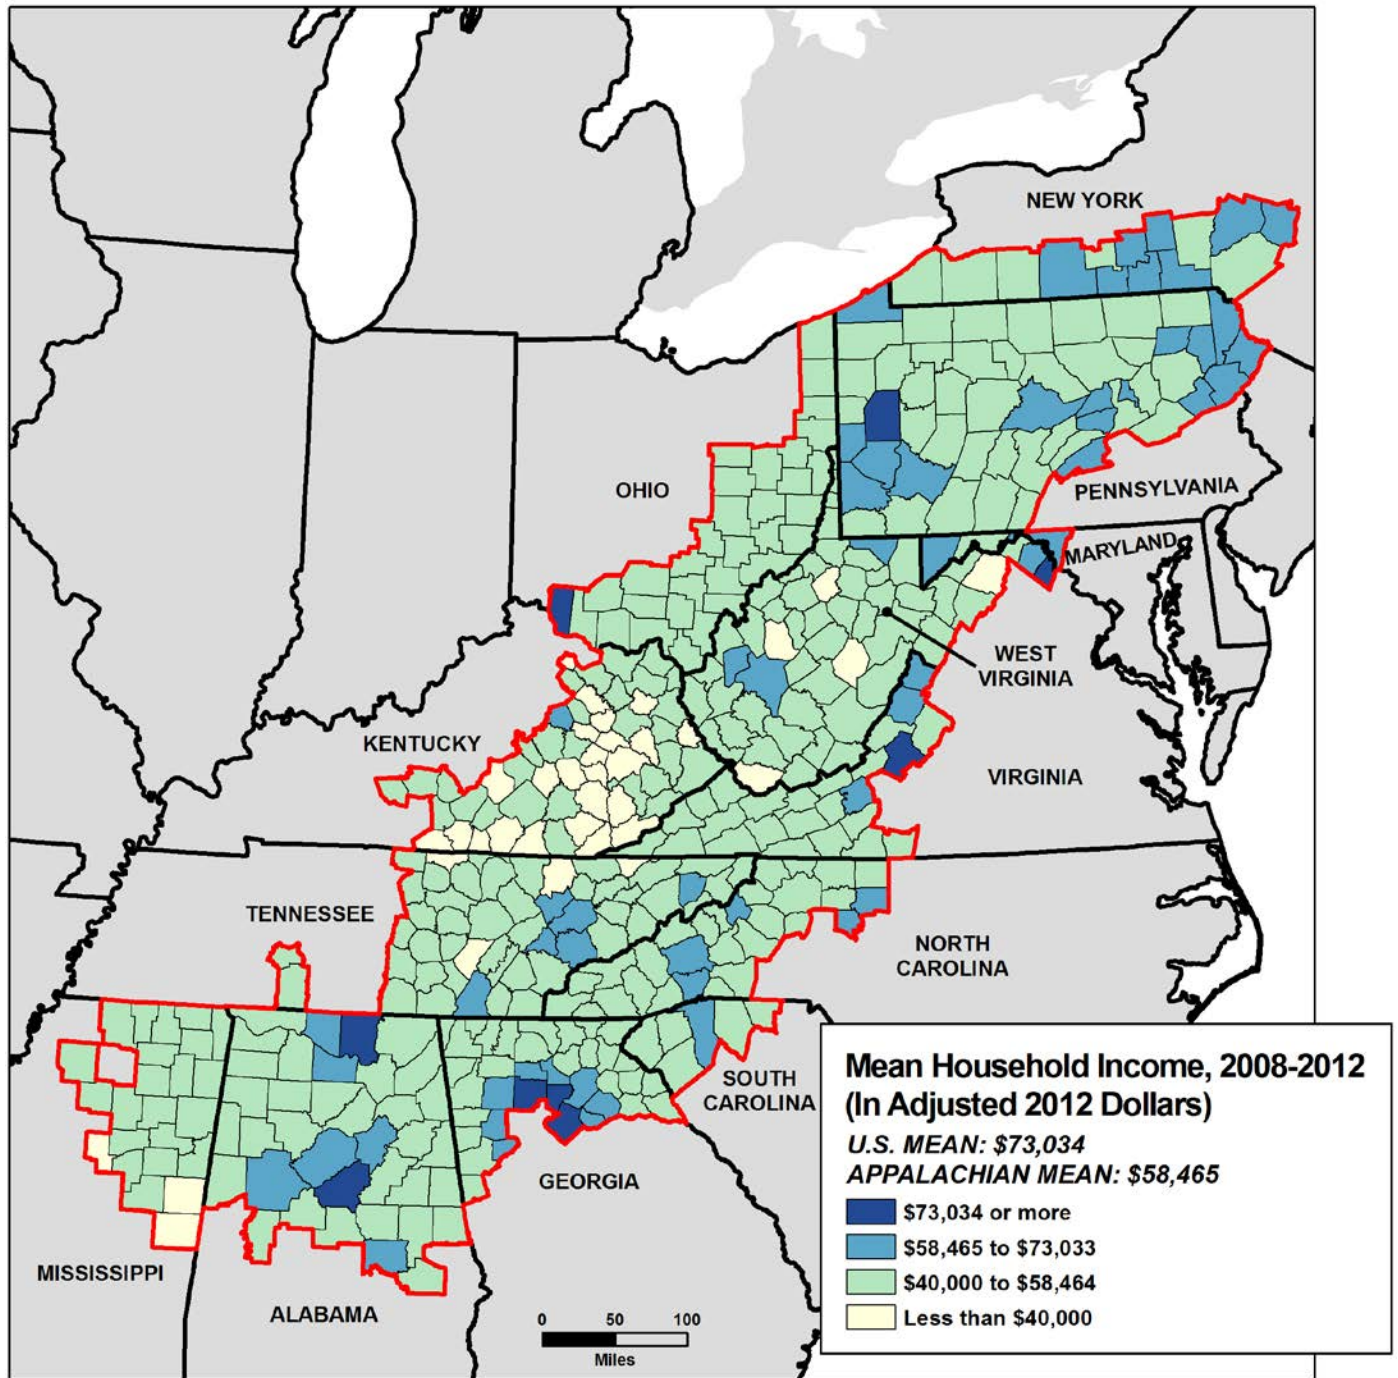 NEW YORK
OHIO
PENNSYLVANIA
MARYLAND
WEST
VIRGINIA
KENTUCKY
VIRGINIA
TENNESSEE
NORTH
CAROLINA
SOUTH
CAROLINA
GEORGIA
MISSISSIPPI
ALABAMA
0 50 100
Miles
Mean Household Income, 2008-2012
(In Adjusted 2012 Dollars)
U.S. MEAN: $73,034
APPALACHIAN MEAN: $58,465
$73,034 or more
$58,465 to $73,033
$40,000 to $58,464
Less than $40,000